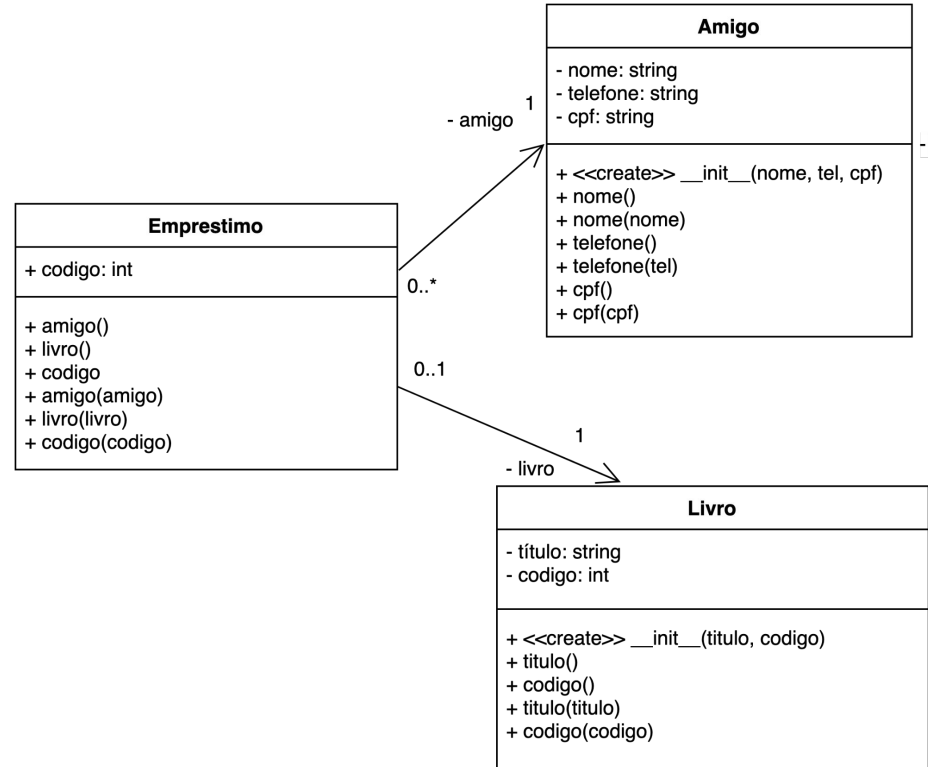 Amigo
- nome: string
- telefone: string
- cpf: string
+ <<create>> __init__(nome, tel, cpf)
+ nome()
+ nome(nome)
+ telefone()
+ telefone(tel)
+ cpf()
+ cpf(cpf)
1
- amigo
-
Emprestimo
+ codigo: int
+ amigo()
+ livro()
+ codigo
+ amigo(amigo)
+ livro(livro)
+ codigo(codigo)
0..*
0..1
1
- livro
Livro
- título: string
- codigo: int
+ <<create>> __init__(titulo, codigo)
+ titulo()
+ codigo()
+ titulo(titulo)
+ codigo(codigo)